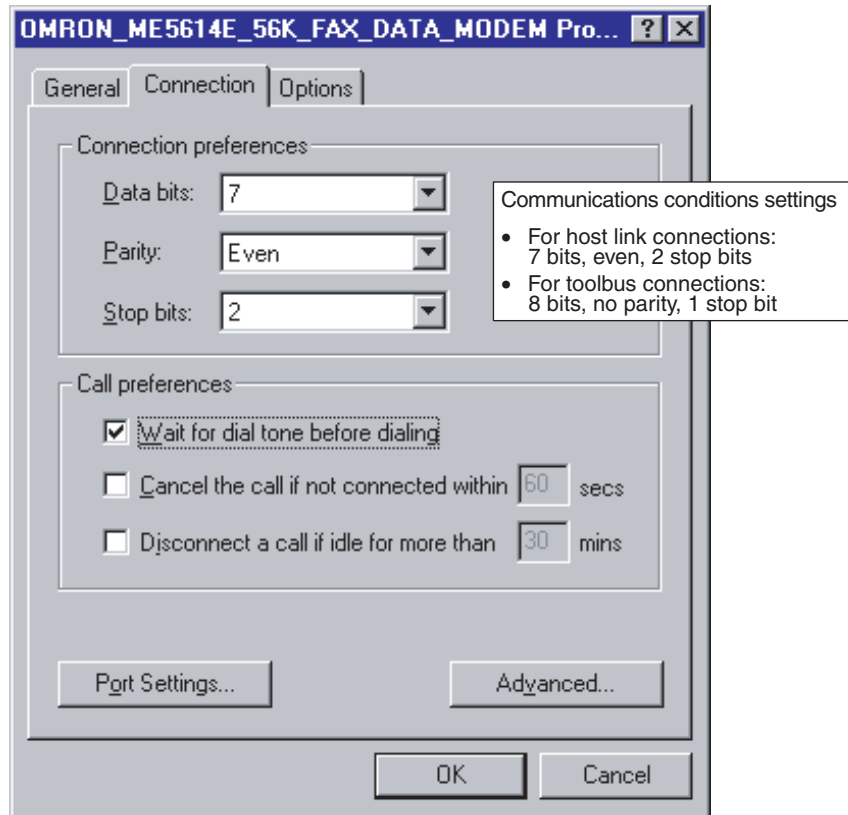 OMRON_ME5614E_56K_FAX_DATA_MODEM Pro...
General Connection Options
Connection preferences
Data bits: 7
Parity: Even
Stop bits: 2
Communications conditions settings
• For host link connections:
7 bits, even, 2 stop bits
• For toolbus connections:
8 bits, no parity, 1 stop bit
Call preferences
Wait for dial tone before dialing
Cancel the call if not connected within 60 secs
Disconnect a call if idle for more than 30 mins
Port Settings... Advanced...
OK Cancel